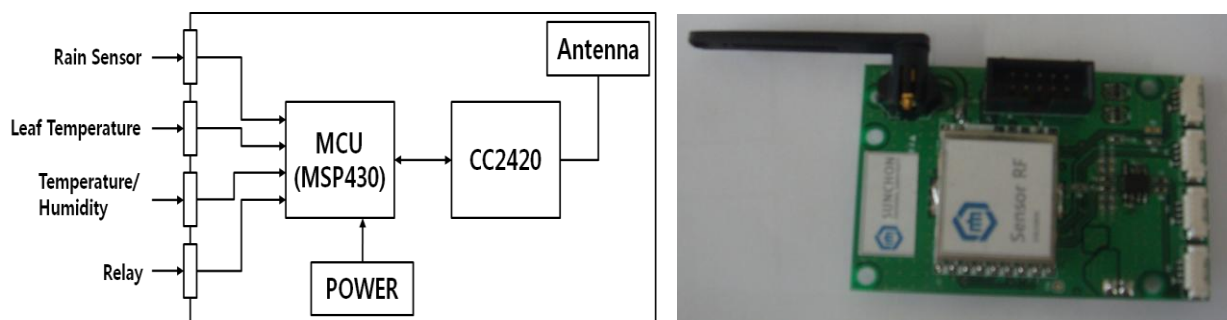 Rain Sensor
Leaf Temperature
Temperature/
Humidity
Relay
MCU
(MSP430)
POWER
CC2420
Antenna
SUNCHON
Sensor RF